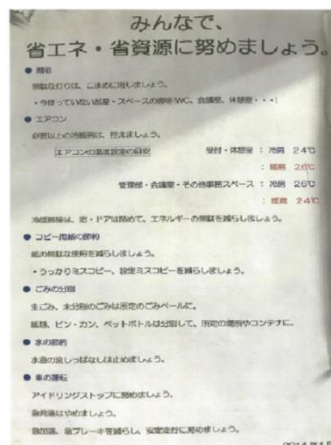 みんなで、
省エネ・省資源に努めましょう。
● 照明
無駄な灯りは、こまめに消しましょう。
・今使っていない部屋・スペースの照明(WC、会議室、休憩室・・・)
● エアコン
必要以上の冷暖房は、控えましょう。
エアコンの温度設定の目安 受付・休憩室 : 冷房 24℃
: 暖房 26℃
管理部・会議室・その他事務スペース : 冷房 26℃
: 暖房 24℃
冷暖房時は、窓・ドアは閉めて、エネルギーの無駄を減らしましょう。
● コピー用紙の節約
紙の無駄な使用を減らしましょう。
・うっかりミスコピー、設定ミスコピーを減らしましょう。
● ごみの分別
生ごみ、未分別のごみは所定のごみペールに。
紙類、ビン・カン、ペットボトルは分別して、所定の場所やコンテナに。
● 水の節約
水道の流しっぱなしは止めましょう。
● 車の運転
アイドリングストップに努めましょう。
急発進はやめましょう。
急加速、急ブレーキを減らし、安定走行に努めましょう。